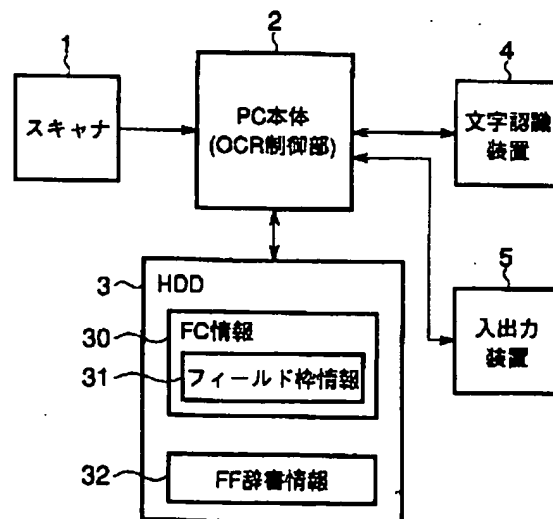 1
スキャナ
2
PC本体
(OCR制御部)
4
文字認識
装置
3
HDD
30
FC情報
31
フィールド枠情報
32
FF辞書情報
5
入出力
装置